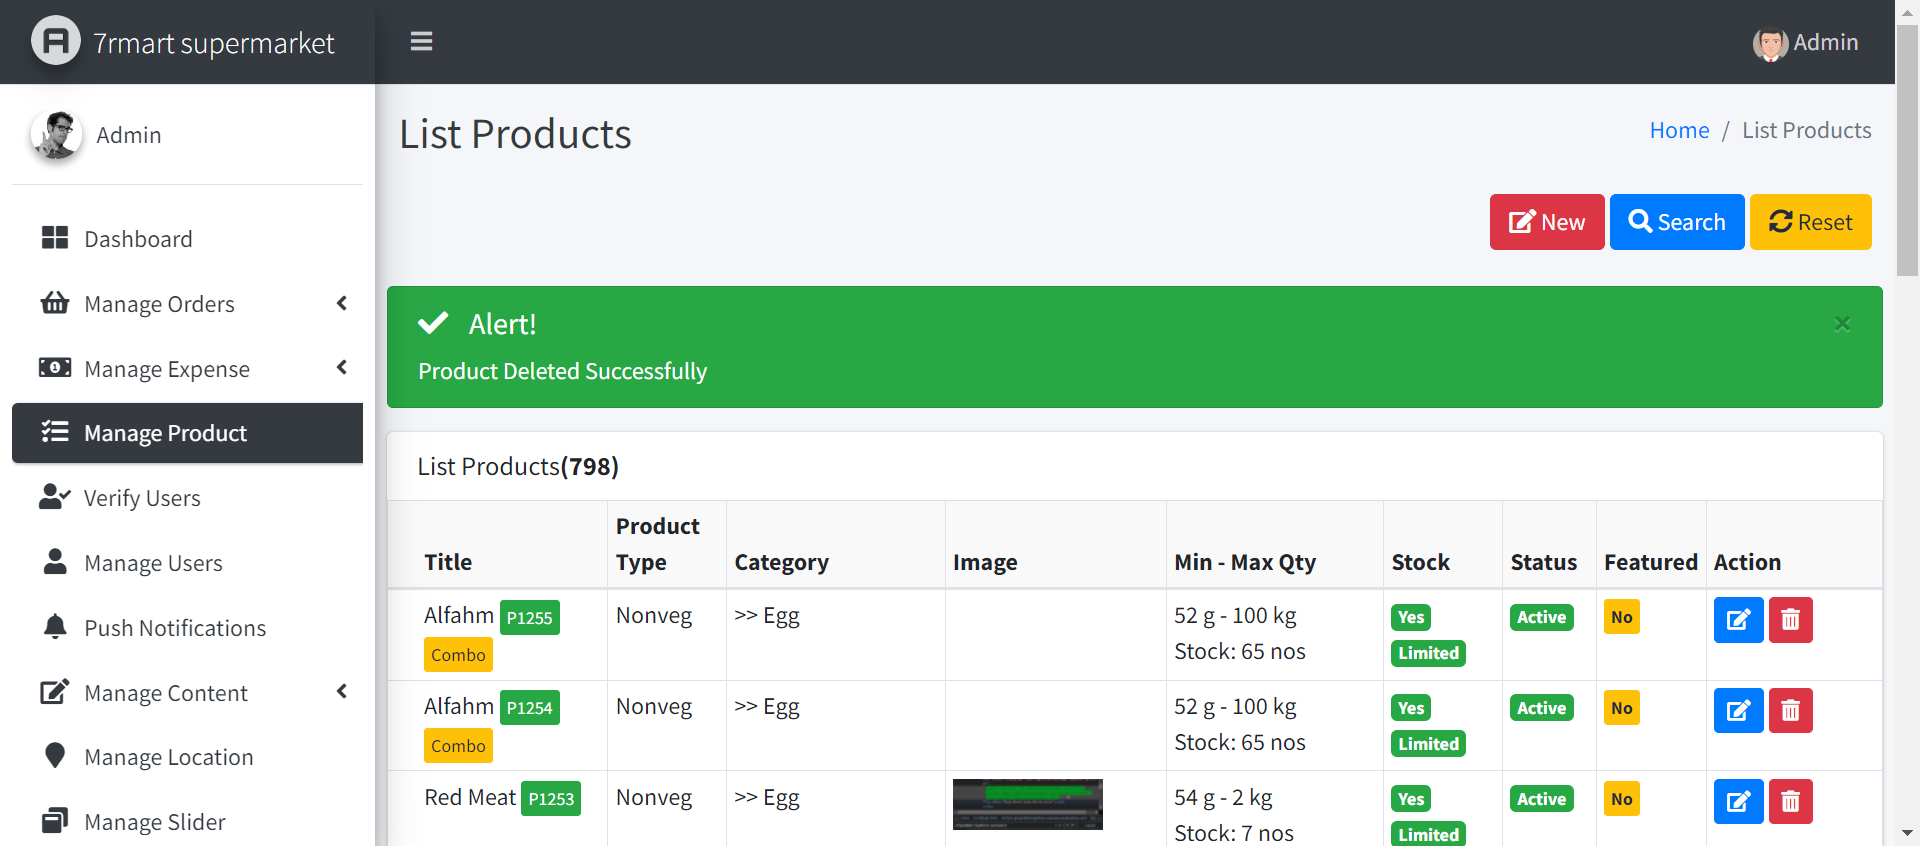 7rmart supermarket
Admin
Admin
Dashboard
Manage Orders
Manage Expense
Manage Product
Verify Users
Manage Users
Push Notifications
Manage Content
Manage Location
Manage Slider
List Products
Home / List Products
New Search Reset
Alert! ×
Product Deleted Successfully
List Products(798)
Title Product Type Category Image Min - Max Qty Stock Status Featured Action
Alfahm P1255 Nonveg >> Egg 52 g - 100 kg Yes Active No
Combo Stock: 65 nos Limited
Alfahm P1254 Nonveg >> Egg 52 g - 100 kg Yes Active No
Combo Stock: 65 nos Limited
Red Meat P1253 Nonveg >> Egg 54 g - 2 kg Yes Active No
Stock: 7 nos Limited